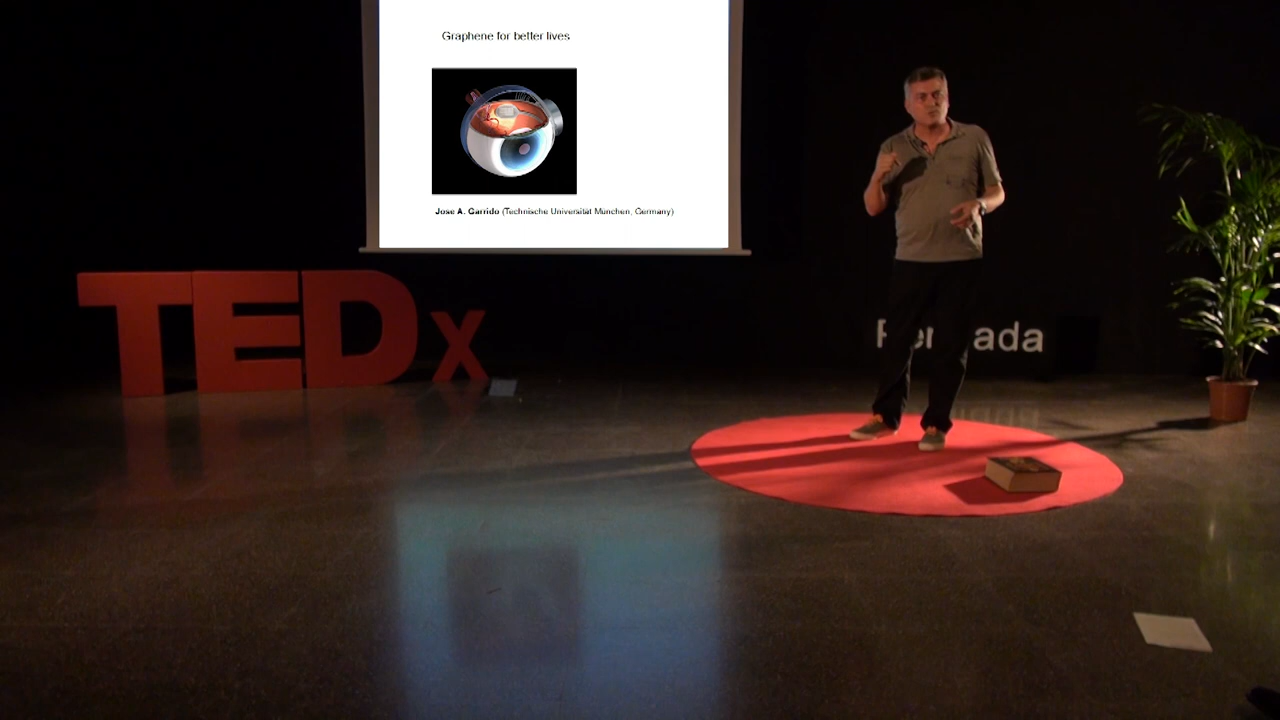 Graphene for better lives
Jose A. Garrido (Technische Universität München, Germany)
TEDx